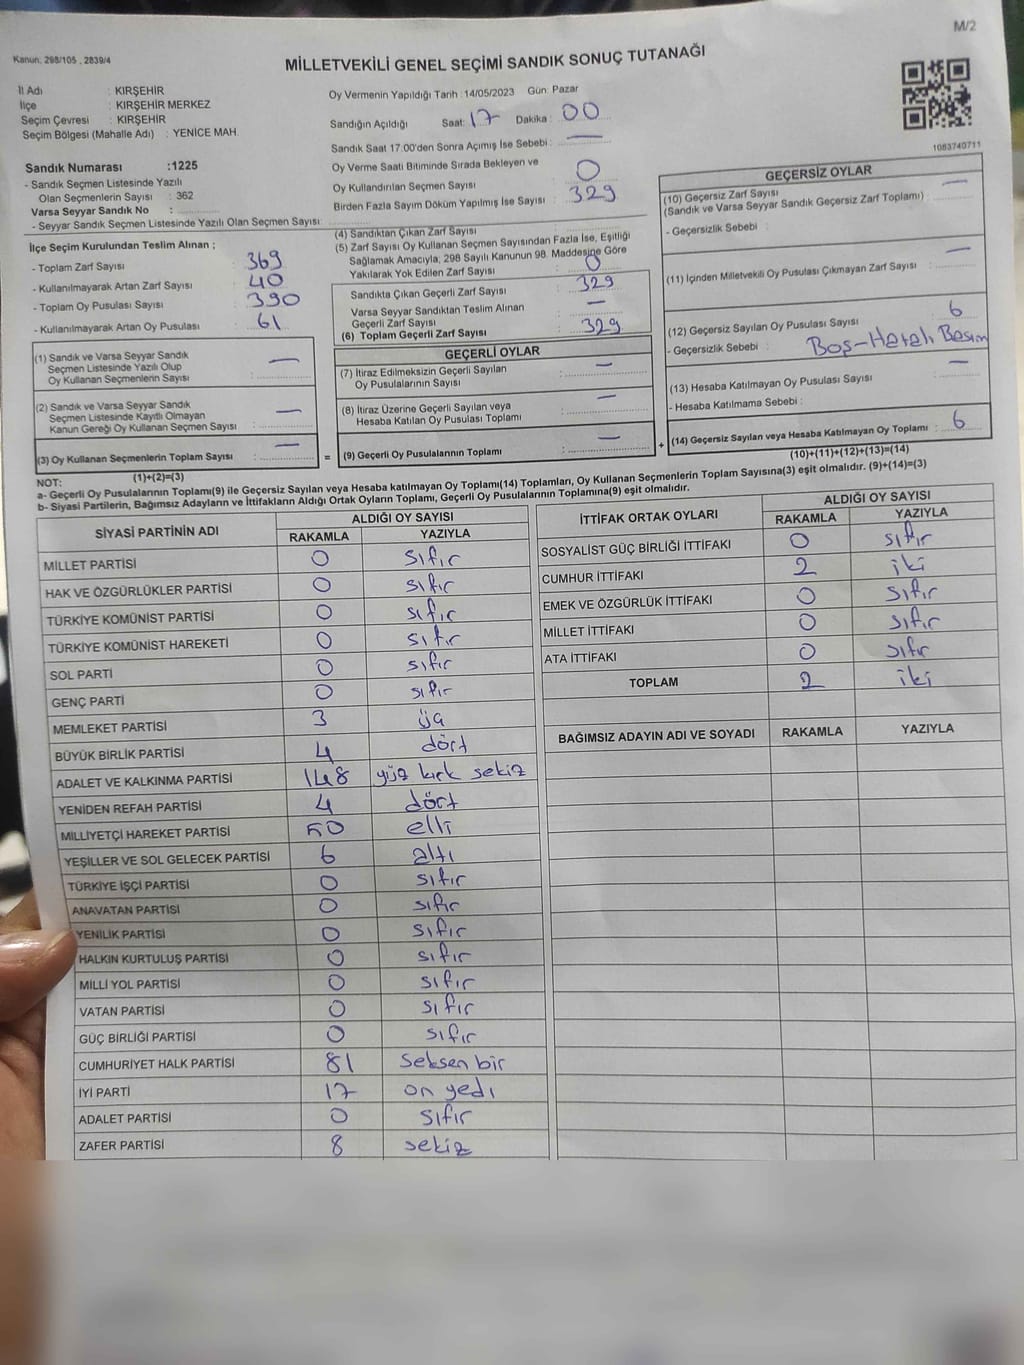 M/2
Kanun: 298/105 , 2839/4
MİLLETVEKİLİ GENEL SEÇİMİ SANDIK SONUÇ TUTANAĞI
İl Adı : KIRŞEHİR
İlçe : KIRŞEHİR MERKEZ
Seçim Çevresi : KIRŞEHİR
Seçim Bölgesi (Mahalle Adı) : YENİCE MAH.
Sandık Numarası :1225
- Sandık Seçmen Listesinde Yazılı
Olan Seçmenlerin Sayısı : 362
Varsa Seyyar Sandık No :
- Seyyar Sandık Seçmen Listesinde Yazılı Olan Seçmen Sayısı :
Oy Vermenin Yapıldığı Tarih :14/05/2023 Gün: Pazar
Sandığın Açıldığı Saat: 17 Dakika : 00
Sandık Saat 17:00'den Sonra Açımış İse Sebebi : —
Oy Verme Saati Bitiminde Sırada Bekleyen ve
Oy Kullandırılan Seçmen Sayısı : 0
Birden Fazla Sayım Döküm Yapılmış İse Sayısı : 329
1083740711
İlçe Seçim Kurulundan Teslim Alınan ;
- Toplam Zarf Sayısı : 369
- Kullanılmayarak Artan Zarf Sayısı : 40
- Toplam Oy Pusulası Sayısı : 390
- Kullanılmayarak Artan Oy Pusulası : 61
(4) Sandıktan Çıkan Zarf Sayısı
(5) Zarf Sayısı Oy Kullanan Seçmen Sayısından Fazla İse, Eşitliği
Sağlamak Amacıyla, 298 Sayılı Kanunun 98. Maddesine Göre
Yakılarak Yok Edilen Zarf Sayısı : 0
Sandıkta Çıkan Geçerli Zarf Sayısı : 329
Varsa Seyyar Sandıktan Teslim Alınan
Geçerli Zarf Sayısı : —
(6) Toplam Geçerli Zarf Sayısı : 329
GEÇERSİZ OYLAR
(10) Geçersiz Zarf Sayısı : —
(Sandık ve Varsa Seyyar Sandık Geçersiz Zarf Toplamı)
- Geçersizlik Sebebi :
(11) İçinden Milletvekili Oy Pusulası Çıkmayan Zarf Sayısı : —
(12) Geçersiz Sayılan Oy Pusulası Sayısı : 6
- Geçersizlik Sebebi : Boş-Hatalı Basım
(13) Hesaba Katılmayan Oy Pusulası Sayısı : —
- Hesaba Katılmama Sebebi :
(14) Geçersiz Sayılan veya Hesaba Katılmayan Oy Toplamı : 6
(10)+(11)+(12)+(13)=(14)
(1) Sandık ve Varsa Seyyar Sandık
Seçmen Listesinde Yazılı Olup
Oy Kullanan Seçmenlerin Sayısı : —
(2) Sandık ve Varsa Seyyar Sandık
Seçmen Listesinde Kayıtlı Olmayan
Kanun Gereği Oy Kullanan Seçmen Sayısı : —
(3) Oy Kullanan Seçmenlerin Toplam Sayısı : —
(1)+(2)=(3)
=
GEÇERLİ OYLAR
(7) İtiraz Edilmeksizin Geçerli Sayılan
Oy Pusulalarının Sayısı : —
(8) İtiraz Üzerine Geçerli Sayılan veya
Hesaba Katılan Oy Pusulası Toplamı : —
(9) Geçerli Oy Pusulalarının Toplamı : —
+
NOT:
a- Geçerli Oy Pusulalarının Toplamı(9) ile Geçersiz Sayılan veya Hesaba katılmayan Oy Toplamı(14) Toplamları, Oy Kullanan Seçmenlerin Toplam Sayısına(3) eşit olmalıdır. (9)+(14)=(3)
b- Siyasi Partilerin, Bağımsız Adayların ve İttifakların Aldığı Ortak Oyların Toplamı, Geçerli Oy Pusulalarının Toplamına(9) eşit olmalıdır.
SİYASİ PARTİNİN ADI ALDIĞI OY SAYISI
RAKAMLA YAZIYLA
MİLLET PARTİSİ 0 sıfır
HAK VE ÖZGÜRLÜKLER PARTİSİ 0 sıfır
TÜRKİYE KOMÜNİST PARTİSİ 0 sıfır
TÜRKİYE KOMÜNİST HAREKETİ 0 sıfır
SOL PARTİ 0 sıfır
GENÇ PARTİ 0 sıfır
MEMLEKET PARTİSİ 3 üç
BÜYÜK BİRLİK PARTİSİ 4 dört
ADALET VE KALKINMA PARTİSİ 148 yüz kırk sekiz
YENİDEN REFAH PARTİSİ 4 dört
MİLLİYETÇİ HAREKET PARTİSİ 50 elli
YEŞİLLER VE SOL GELECEK PARTİSİ 6 altı
TÜRKİYE İŞÇİ PARTİSİ 0 sıfır
ANAVATAN PARTİSİ 0 sıfır
YENİLİK PARTİSİ 0 sıfır
HALKIN KURTULUŞ PARTİSİ 0 sıfır
MİLLİ YOL PARTİSİ 0 sıfır
VATAN PARTİSİ 0 sıfır
GÜÇ BİRLİĞİ PARTİSİ 0 sıfır
CUMHURİYET HALK PARTİSİ 81 seksen bir
İYİ PARTİ 17 on yedi
ADALET PARTİSİ 0 sıfır
ZAFER PARTİSİ 8 sekiz
İTTİFAK ORTAK OYLARI ALDIĞI OY SAYISI
RAKAMLA YAZIYLA
SOSYALİST GÜÇ BİRLİĞİ İTTİFAKI 0 sıfır
CUMHUR İTTİFAKI 2 iki
EMEK VE ÖZGÜRLÜK İTTİFAKI 0 sıfır
MİLLET İTTİFAKI 0 sıfır
ATA İTTİFAKI 0 sıfır
TOPLAM 2 iki
BAĞIMSIZ ADAYIN ADI VE SOYADI RAKAMLA YAZIYLA